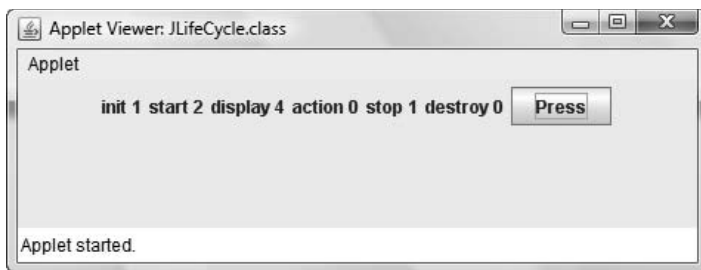 Applet Viewer: JLifeCycle.class
Applet
init 1 start 2 display 4 action 0 stop 1 destroy 0 Press
Applet started.